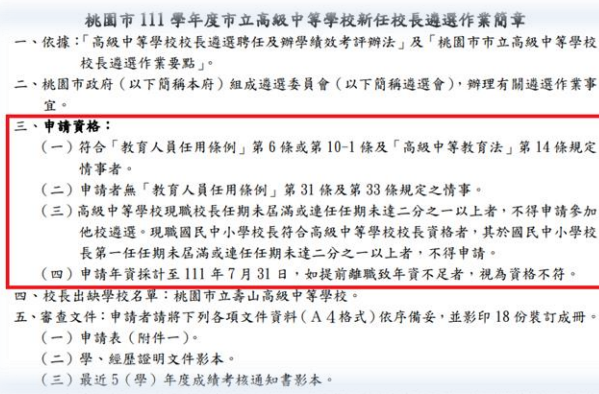 桃園市 111 學年度市立高級中等學校新任校長遴選作業簡章
一、依據：「高級中等學校校長遴選聘任及辦學績效考評辦法」及「桃園市市立高級中等學校
校長遴選作業要點」。
二、桃園市政府（以下簡稱本府）組成遴選委員會（以下簡稱遴選會），辦理有關遴選作業事
宜。
三、申請資格：
（一）符合「教育人員任用條例」第 6 條或第 10-1 條及「高級中等教育法」第 14 條規定
情事者。
（二）申請者無「教育人員任用條例」第 31 條及第 33 條規定之情事。
（三）高級中等學校現職校長任期未屆滿或連任任期未達二分之一以上者，不得申請參加
他校遴選。現職國民中小學校長符合高級中等學校校長資格者，其於國民中小學校
長第一任任期未屆滿或連任任期未達二分之一以上者，不得申請。
（四）申請年資採計至 111 年 7 月 31 日，如提前離職致年資不足者，視為資格不符。
四、校長出缺學校名單：桃園市立壽山高級中等學校。
五、審查文件：申請者請將下列各項文件資料（Ａ４格式）依序備妥，並影印 18 份裝訂成冊。
（一）申請表（附件一）。
（二）學、經歷證明文件影本。
（三）最近 5（學）年度成績考核通知書影本。